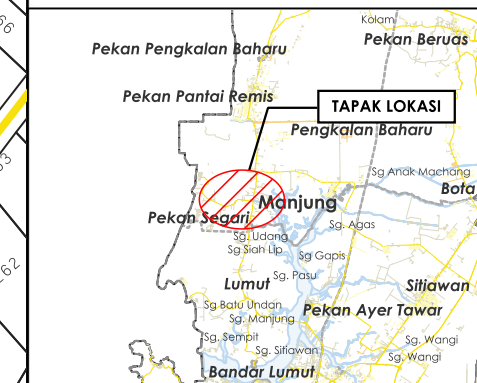 66
Kolam
Pekan Beruas
Pekan Pengkalan Baharu
Pekan Pantai Remis
TAPAK LOKASI
Pengkalan Baharu
Sg Anak Machang
Bota
Manjung
Pekan Segari
Sg. Agas
Sg. Udang
Sg Siah Lip
Sg Gapis
Sg. Pasu
Lumut
Sitiawan
62
Sg Batu Undan
Pekan Ayer Tawar
Sg. Manjung
Sg. Sempit
Sg. Wangi
Sg. Sitiawan
Sg. Wangi
Bandar Lumut